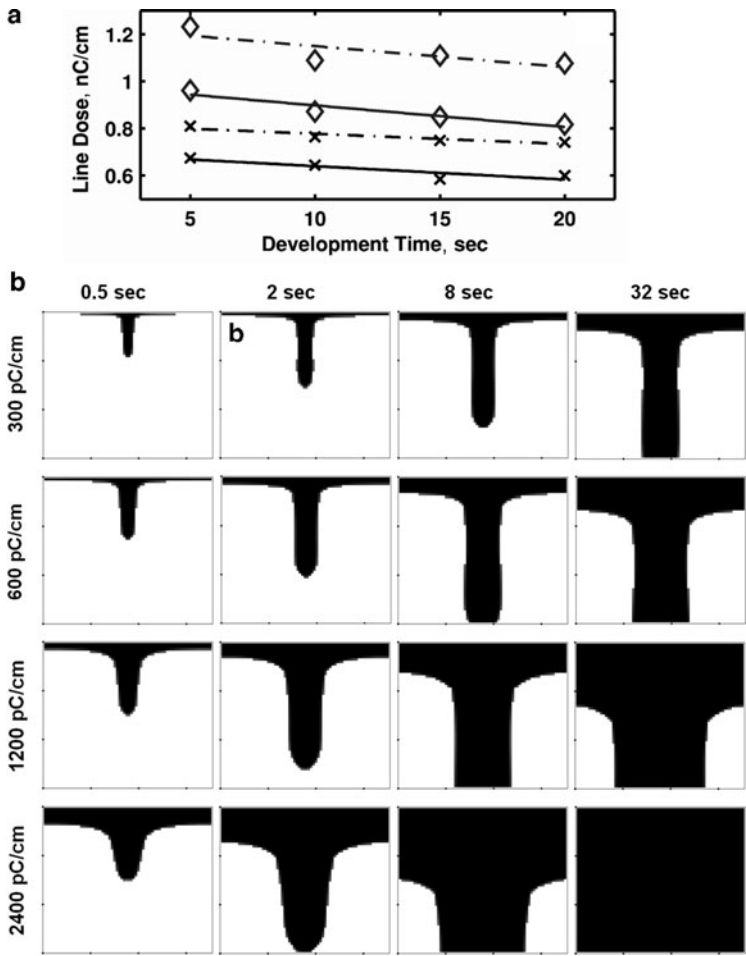 a
Line Dose, nC/cm
1.2
1
0.8
0.6
5 10 15 20
Development Time, sec
b
0.5 sec 2 sec 8 sec 32 sec
b
300 pC/cm
600 pC/cm
1200 pC/cm
2400 pC/cm